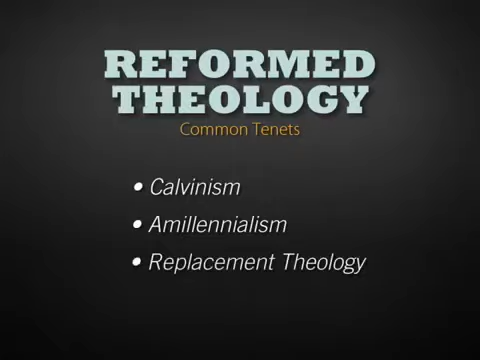 REFORMED
THEOLOGY
Common Tenets
• Calvinism
• Amillennialism
• Replacement Theology